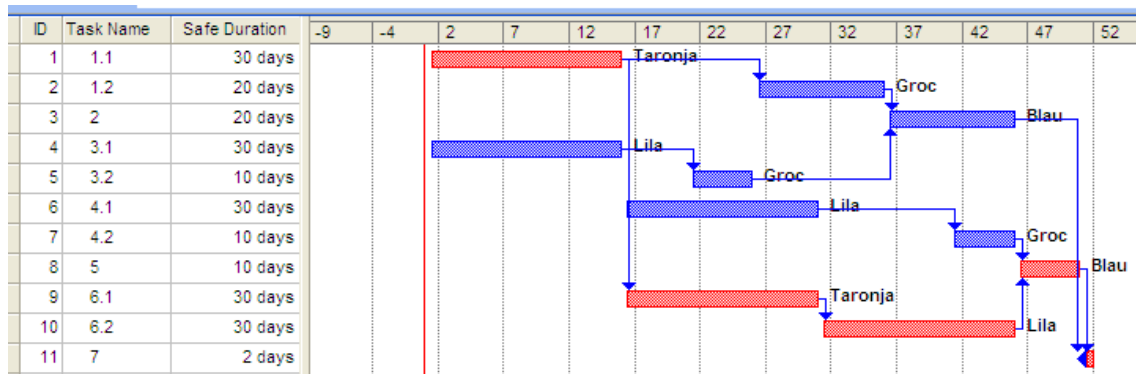 ID Task Name Safe Duration -9 -4 2 7 12 17 22 27 32 37 42 47 52
1 1.1 30 days Taronja
2 1.2 20 days Groc
3 2 20 days Blau
4 3.1 30 days Lila
5 3.2 10 days Groc
6 4.1 30 days Lila
7 4.2 10 days Groc
8 5 10 days Blau
9 6.1 30 days Taronja
10 6.2 30 days Lila
11 7 2 days